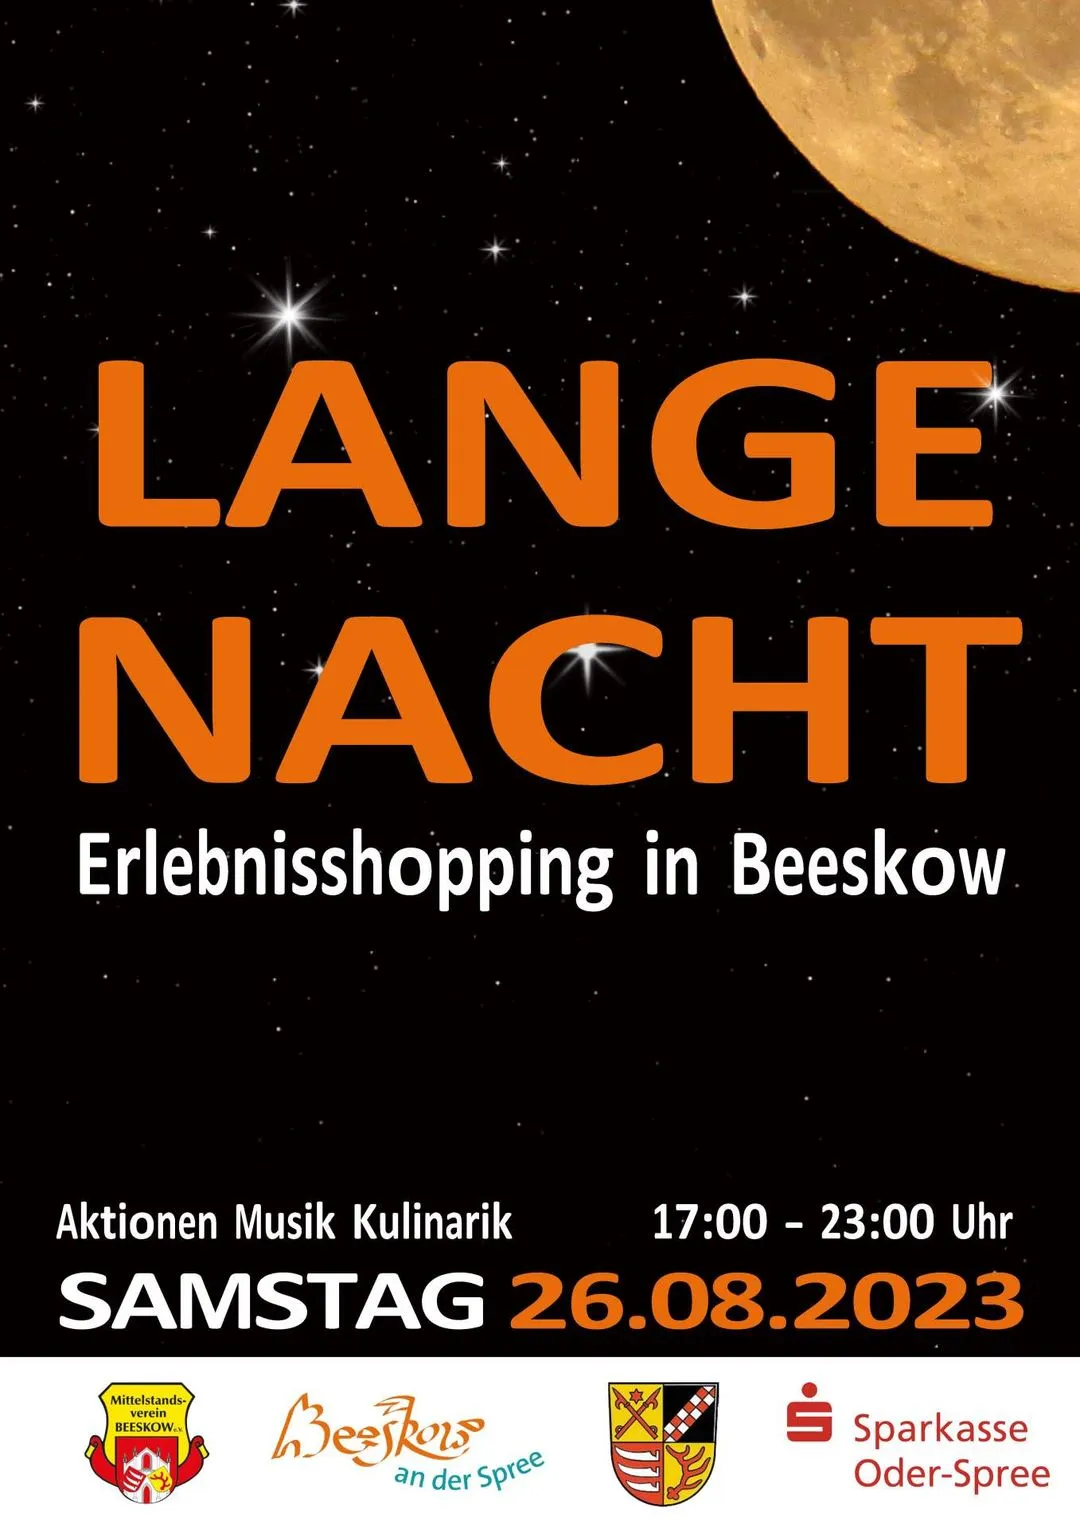 LANGE
NACHT
Erlebnisshopping in Beeskow
Aktionen Musik Kulinarik
17:00 – 23:00 Uhr
SAMSTAG 26.08.2023
Mittelstands-
verein
BEESKOW e.V.
Beeskow
an der Spree
Sparkasse
Oder-Spree